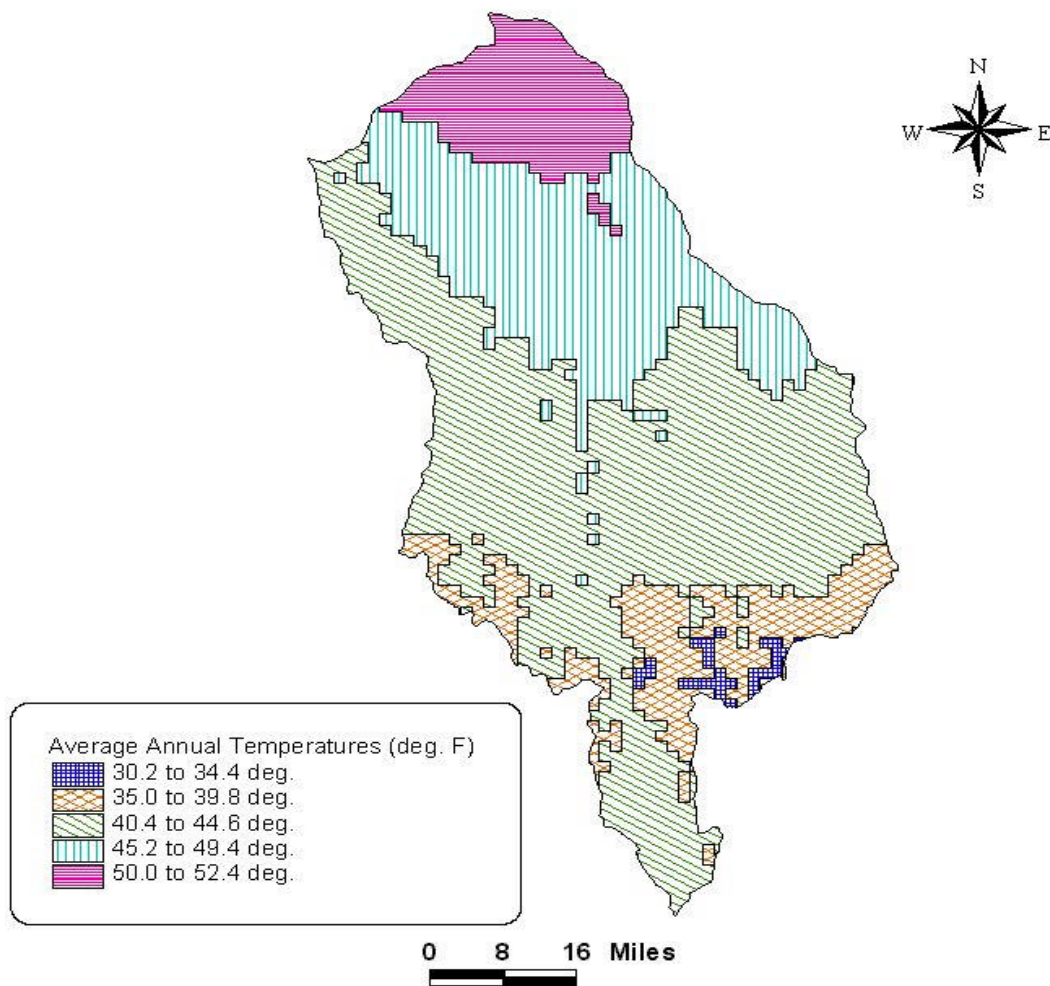 N
W E
S
Average Annual Temperatures (deg. F)
30.2 to 34.4 deg.
35.0 to 39.8 deg.
40.4 to 44.6 deg.
45.2 to 49.4 deg.
50.0 to 52.4 deg.
0 8 16 Miles